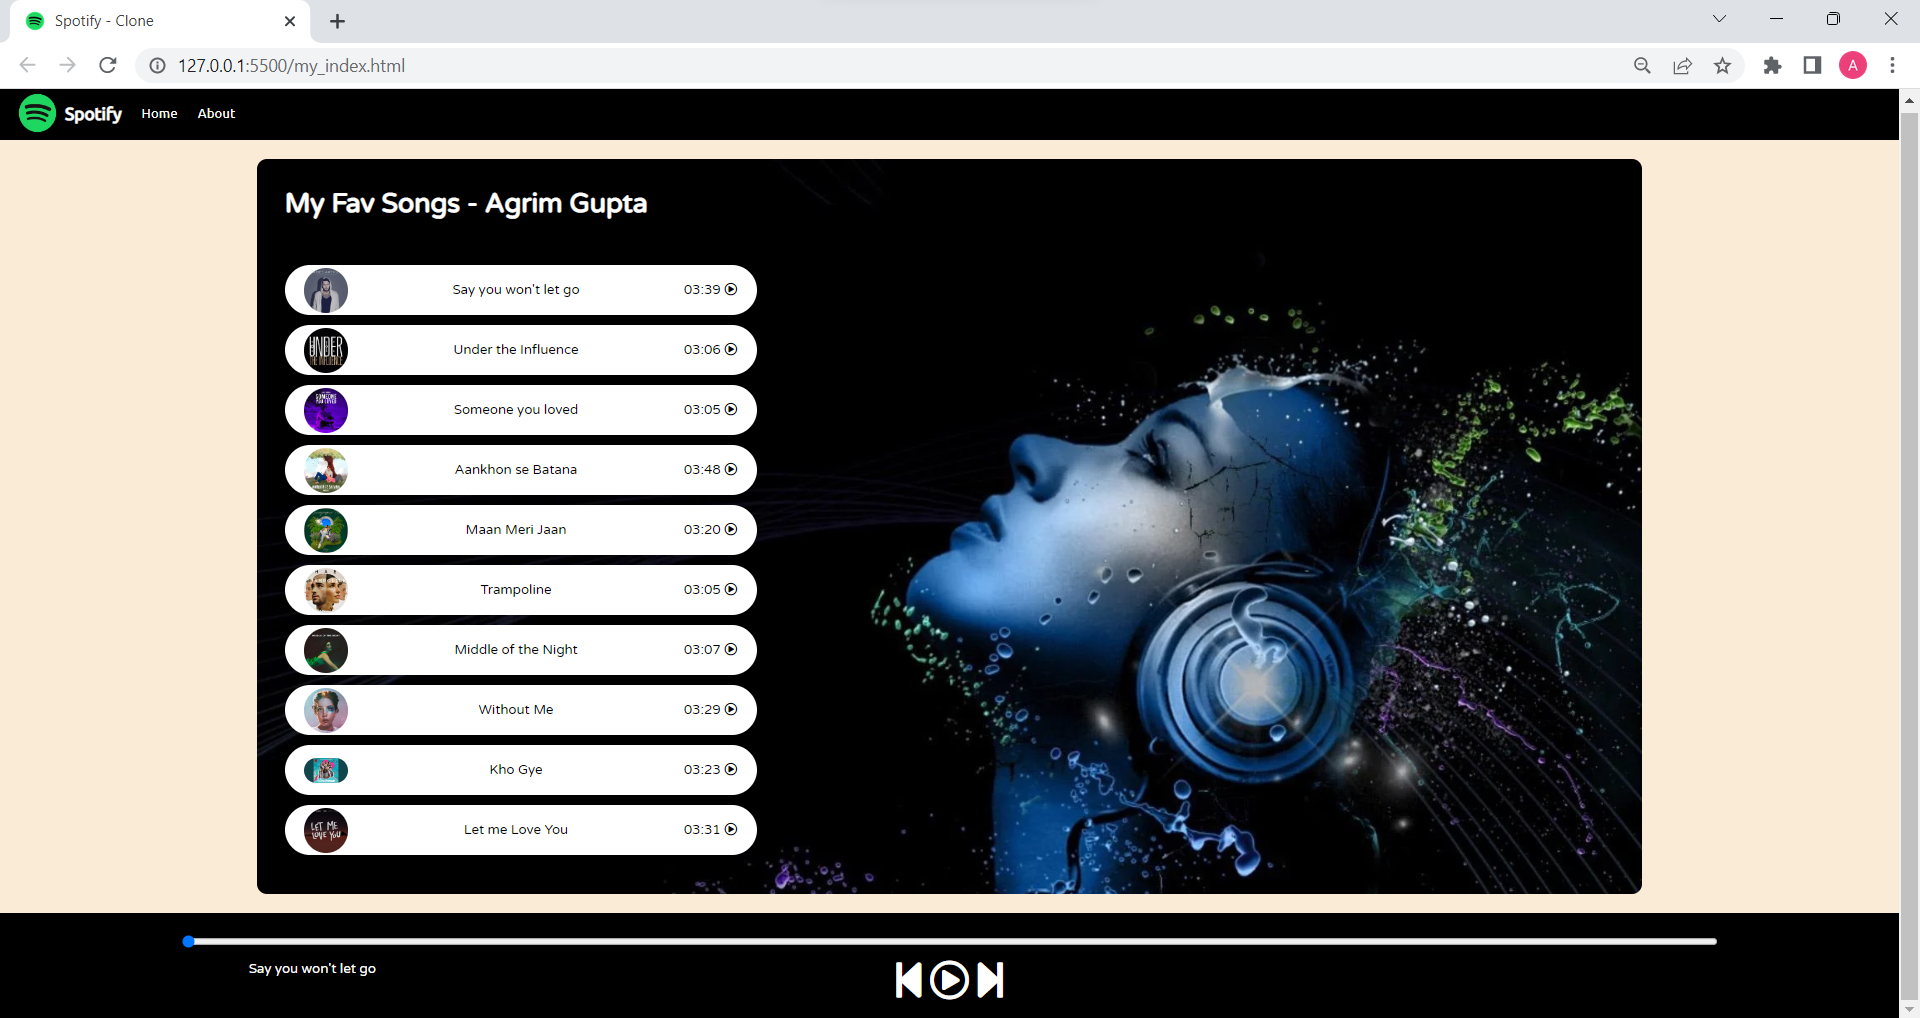 Spotify - Clone
127.0.0.1:5500/my_index.html
A
Spotify Home About
My Fav Songs - Agrim Gupta
Say you won't let go 03:39
UNDER THE INFLUENCE Under the Influence 03:06
SOMEONE YOU LOVED Someone you loved 03:05
Aankhon se Batana 03:48
Maan Meri Jaan 03:20
Trampoline 03:05
Middle of the Night 03:07
Without Me 03:29
Kho Gye 03:23
LET ME LOVE YOU Let me Love You 03:31
Say you won't let go